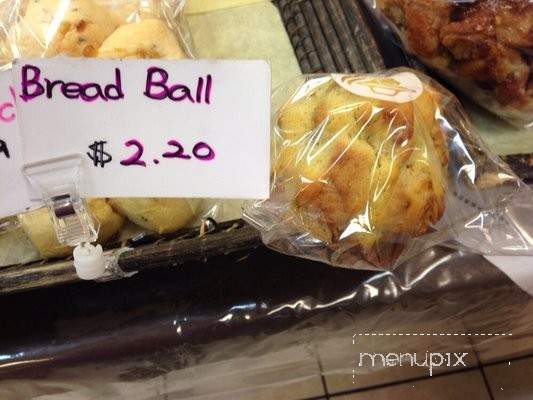 Bread Ball
$ 2.20
menupix